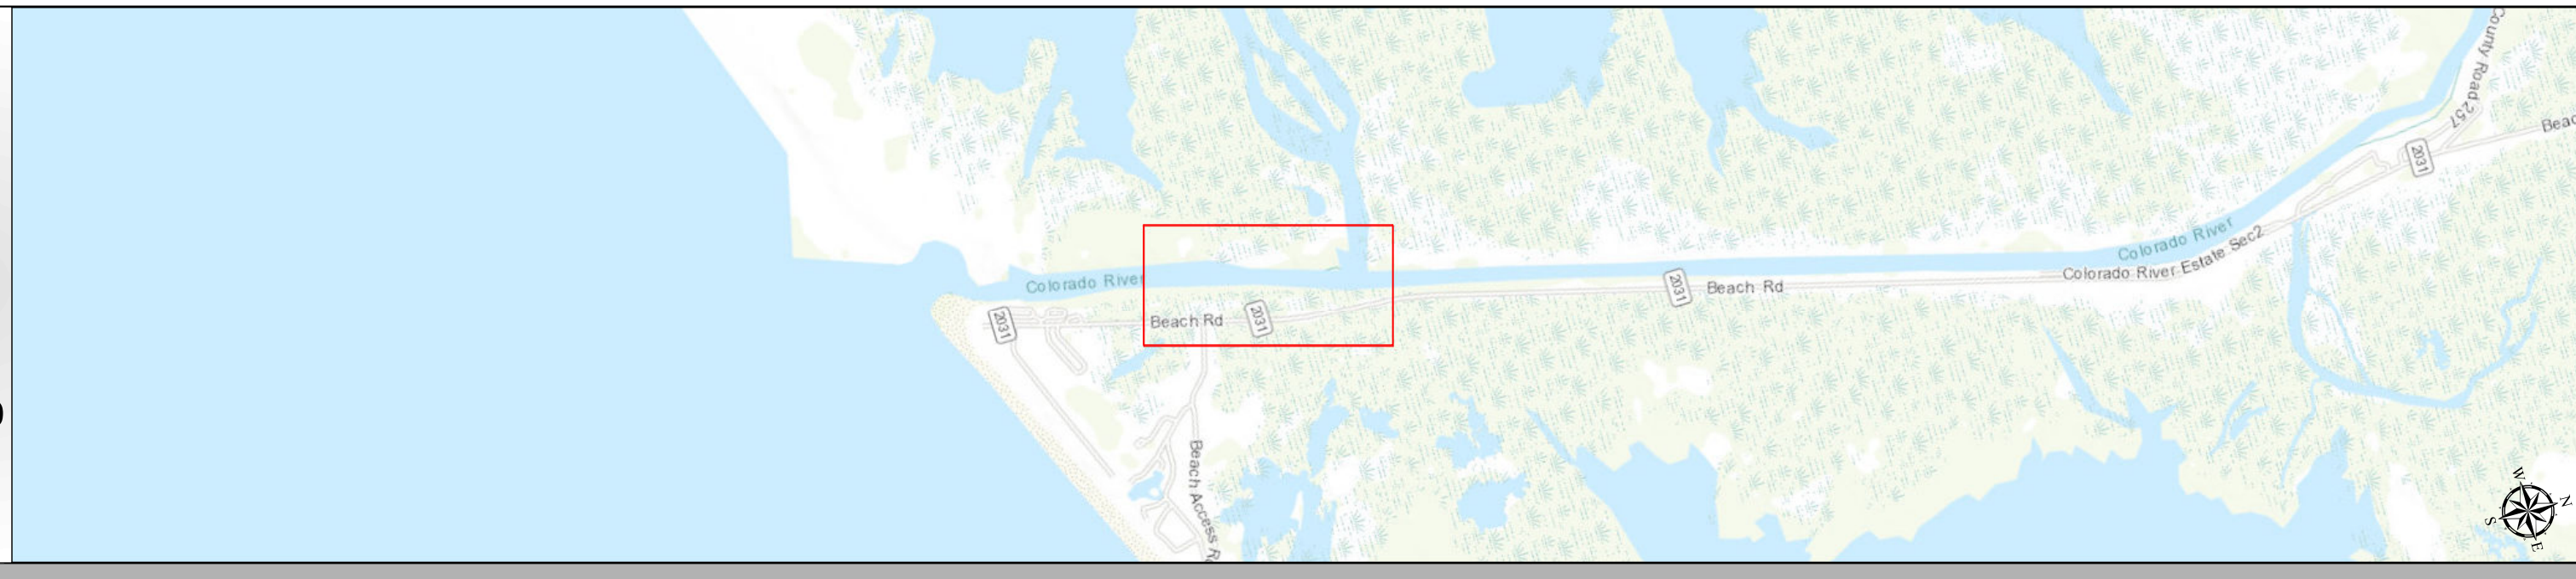 County Road 257
Beac
2031
Colorado River
Colorado River Estate Sec2
Colorado River
2031
Beach Rd
2031
Beach Rd
2031
Beach Access R
W
N
S
E
)